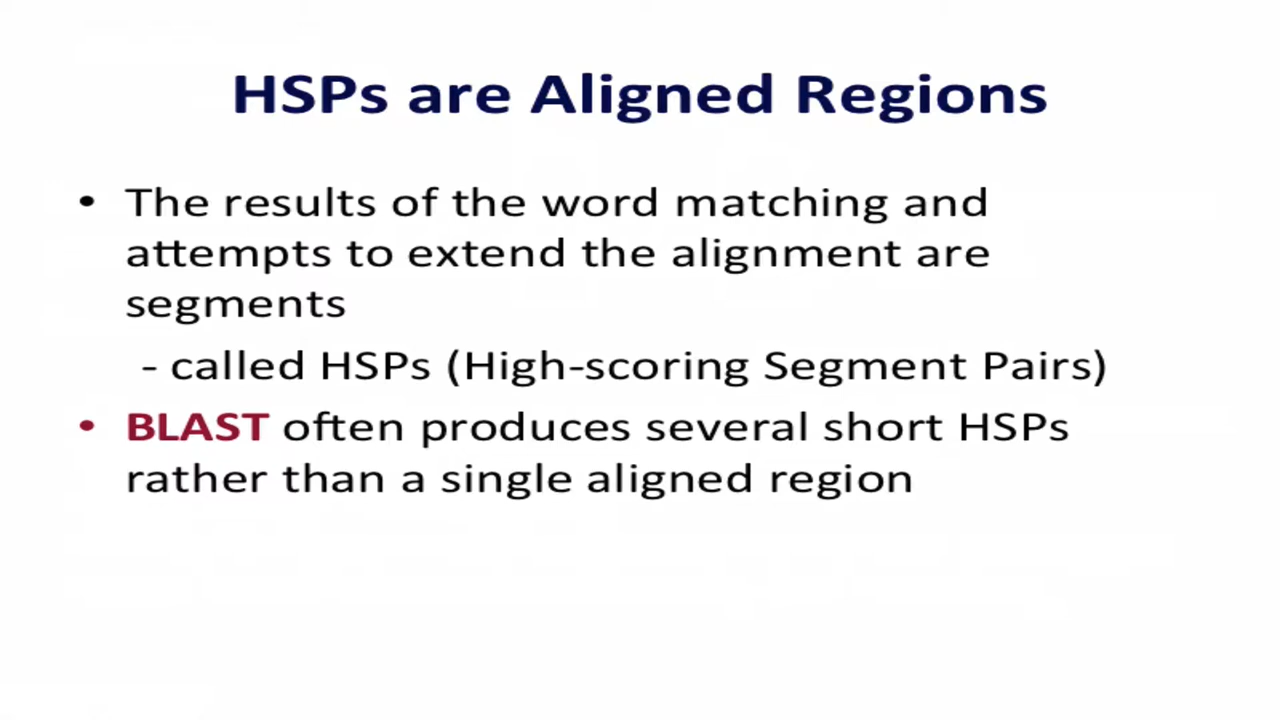 HSPs are Aligned Regions
• The results of the word matching and
attempts to extend the alignment are
segments
- called HSPs (High-scoring Segment Pairs)
• BLAST often produces several short HSPs
rather than a single aligned region